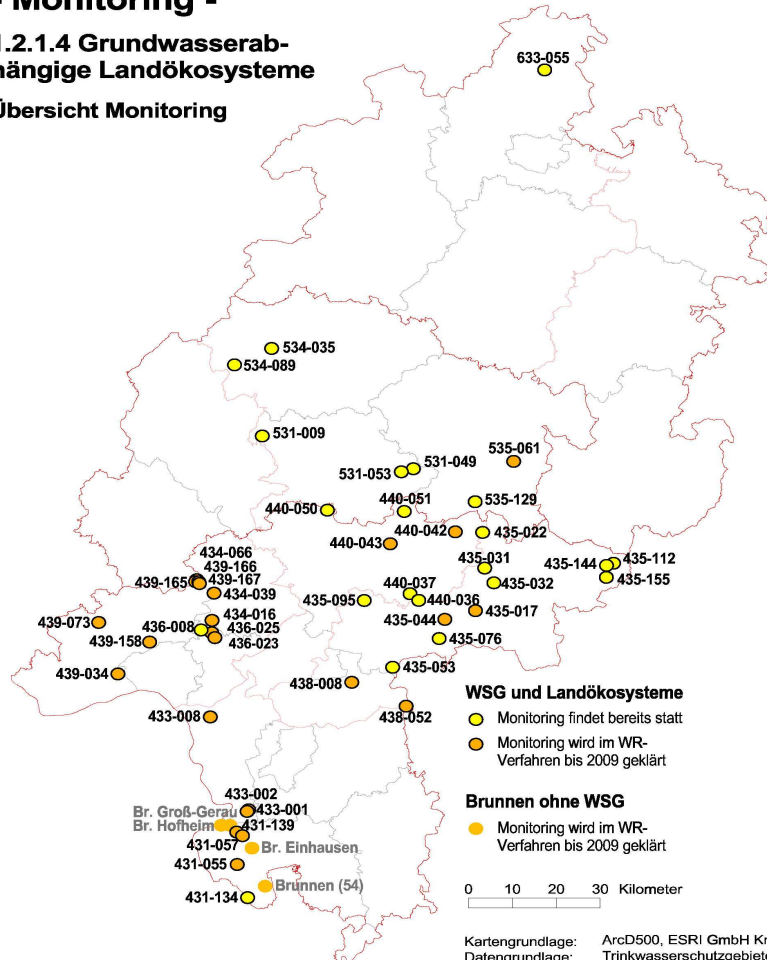 - Monitoring -
1.2.1.4 Grundwasserab-
hängige Landökosysteme
Übersicht Monitoring
633-055
534-035
534-089
531-009
535-061
531-049
531-053
440-051
535-129
440-050
440-042
435-022
440-043
434-066
439-166
439-165
439-167
434-039
435-031
435-144
435-112
435-155
435-032
440-037
435-095
440-036
435-017
435-044
434-016
436-008
436-025
436-023
439-073
439-158
435-076
439-034
435-053
438-008
438-052
433-008
WSG und Landökosysteme
Monitoring findet bereits statt
Monitoring wird im WR-
Verfahren bis 2009 geklärt
433-002
Br. Groß-Gerau
433-001
Br. Hofheim
431-139
431-057
Br. Einhausen
431-055
Brunnen (54)
431-134
Brunnen ohne WSG
Monitoring wird im WR-
Verfahren bis 2009 geklärt
0 10 20 30 Kilometer
Kartengrundlage: ArcD500, ESRI GmbH
Datengrundlage: Trinkwasserschutzgebiete